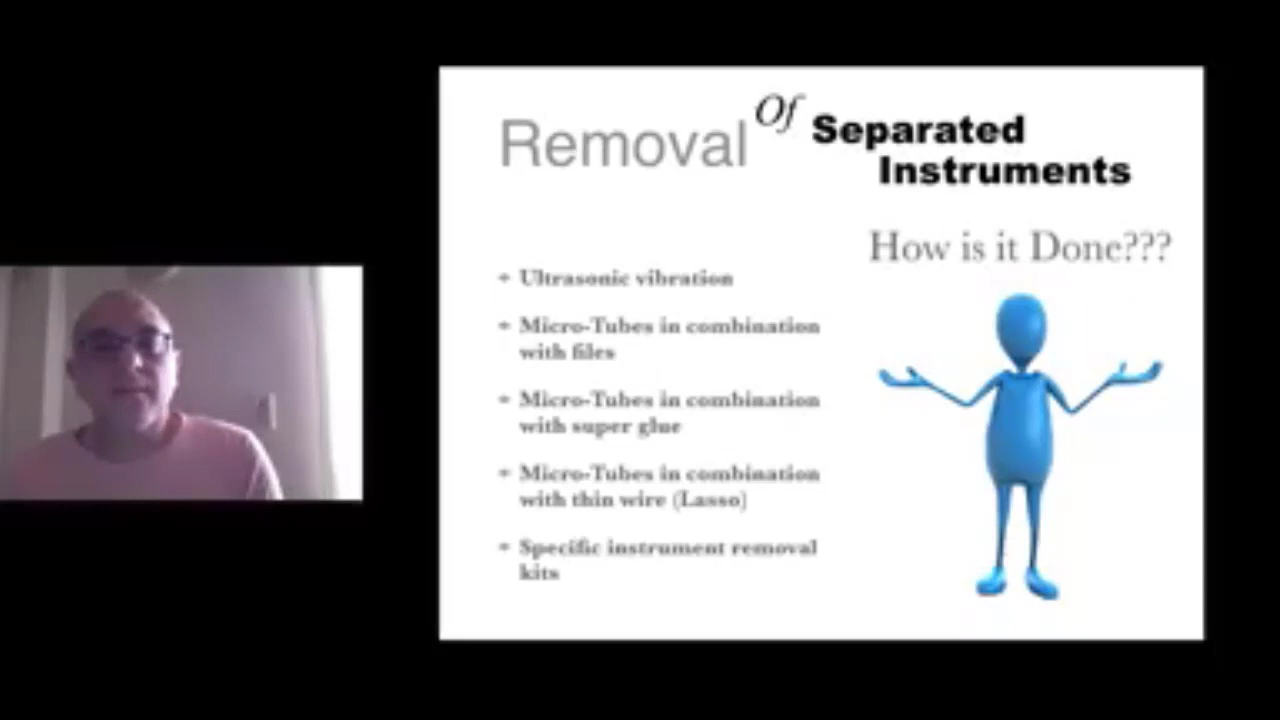 Removal Of Separated
Instruments
How is it Done???
+ Ultrasonic vibration
+ Micro-Tubes in combination
with files
+ Micro-Tubes in combination
with super glue
+ Micro-Tubes in combination
with thin wire (Lasso)
+ Specific instrument removal
kits